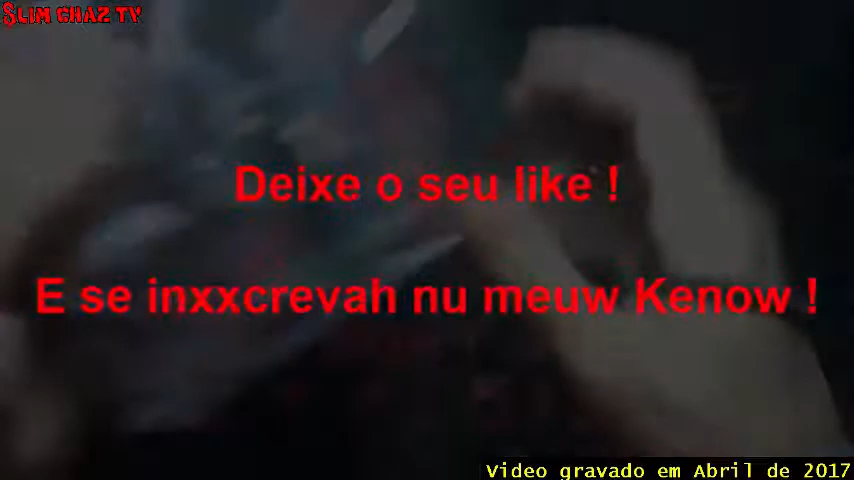 Slim chaz TV
Deixe o seu like !
E se inxxcrevah nu meuw Kenow !
Video gravado em Abril de 2017